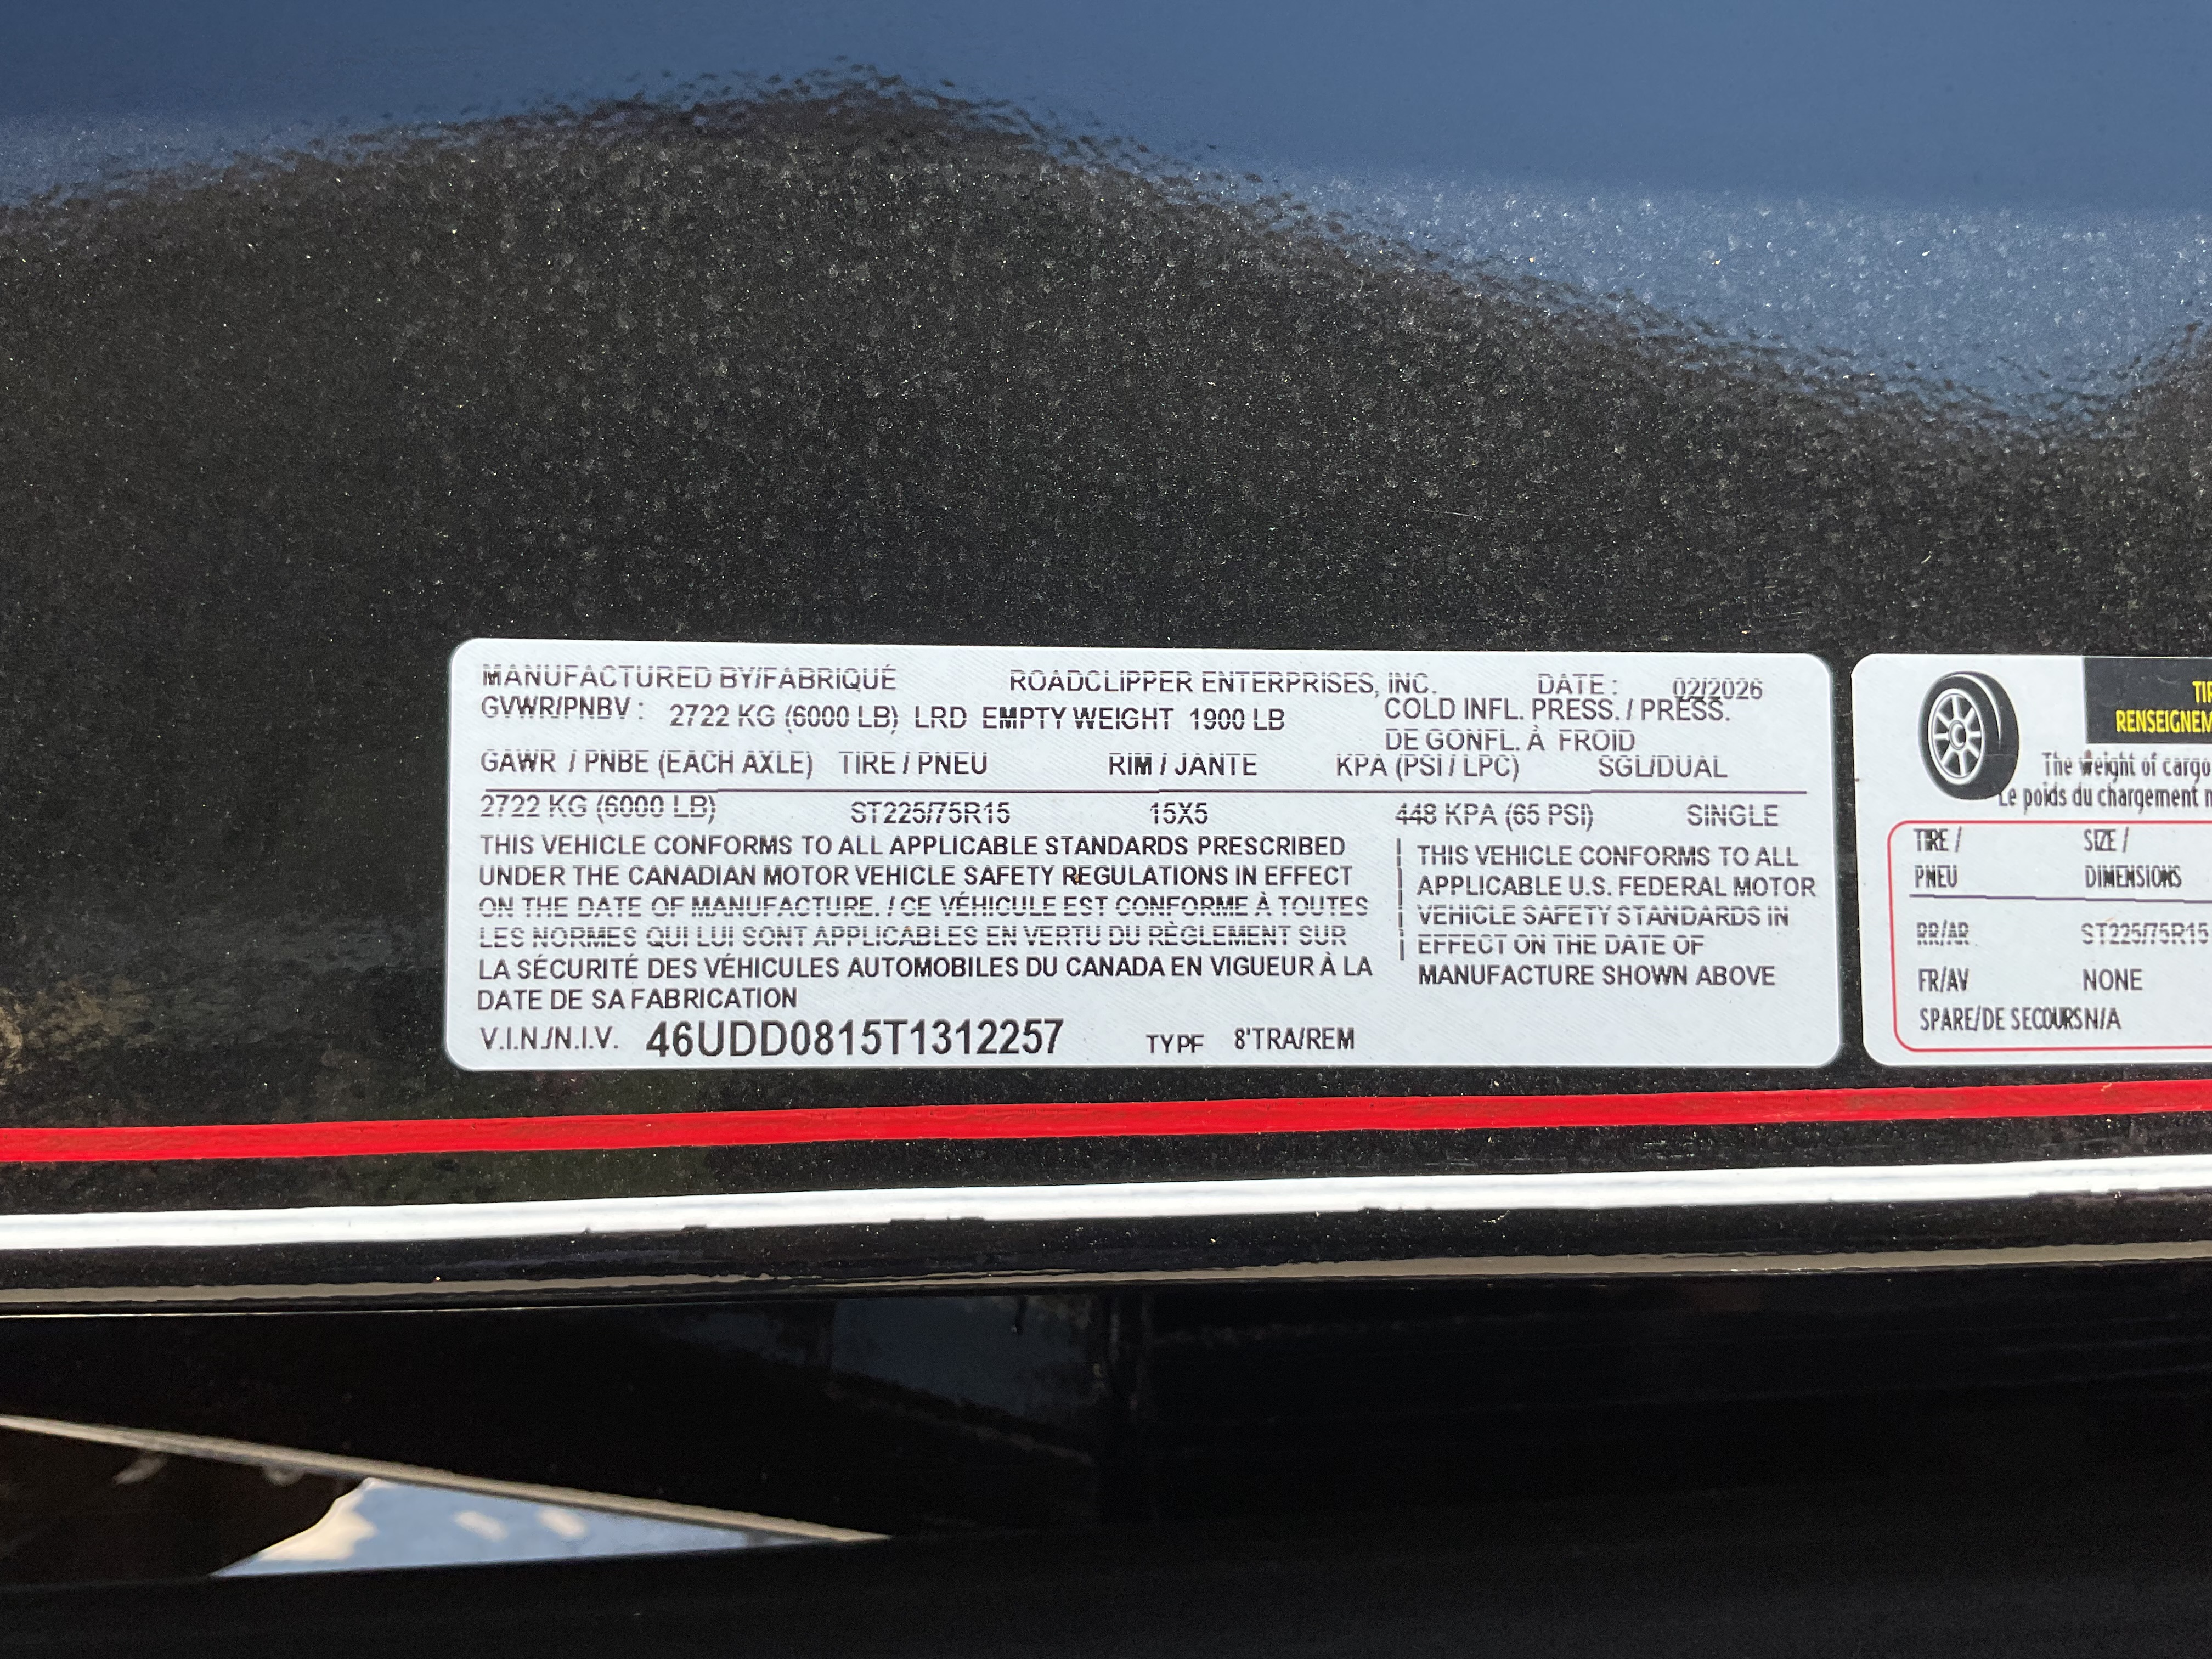 MANUFACTURED BY/FABRIQUÉ ROADCLIPPER ENTERPRISES, INC. DATE : 02/2026
GVWR/PNBV : 2722 KG (6000 LB) LRD EMPTY WEIGHT 1900 LB COLD INFL. PRESS. / PRESS.
DE GONFL. À FROID
GAWR / PNBE (EACH AXLE) TIRE / PNEU RIM / JANTE KPA (PSI / LPC) SGL/DUAL
2722 KG (6000 LB) ST225/75R15 15X5 448 KPA (65 PSI) SINGLE
THIS VEHICLE CONFORMS TO ALL APPLICABLE STANDARDS PRESCRIBED
UNDER THE CANADIAN MOTOR VEHICLE SAFETY REGULATIONS IN EFFECT
ON THE DATE OF MANUFACTURE. / CE VÉHICULE EST CONFORME À TOUTES
LES NORMES QUI LUI SONT APPLICABLES EN VERTU DU RÈGLEMENT SUR
LA SÉCURITÉ DES VÉHICULES AUTOMOBILES DU CANADA EN VIGUEUR À LA
DATE DE SA FABRICATION
THIS VEHICLE CONFORMS TO ALL
APPLICABLE U.S. FEDERAL MOTOR
VEHICLE SAFETY STANDARDS IN
EFFECT ON THE DATE OF
MANUFACTURE SHOWN ABOVE
V.I.N./N.I.V. 46UDD0815T1312257 TYPE 8'TRA/REM
The weight of cargo
Le poids du chargement
TIRE / SIZE /
PNEU DIMENSIONS
RR/AR ST225/75R15
FR/AV NONE
SPARE/DE SECOURS N/A